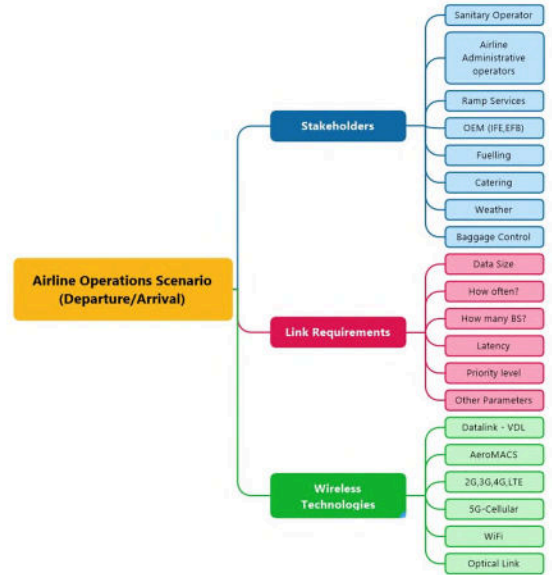 Airline Operations Scenario
(Departure/Arrival)
Stakeholders
Sanitary Operator
Airline
Administrative
operators
Ramp Services
OEM (IFE,EFB)
Fuelling
Catering
Weather
Baggage Control
Link Requirements
Data Size
How often?
How many BS?
Latency
Priority level
Other Parameters
Wireless
Technologies
Datalink - VDL
AeroMACS
2G,3G,4G,LTE
5G-Cellular
WiFi
Optical Link